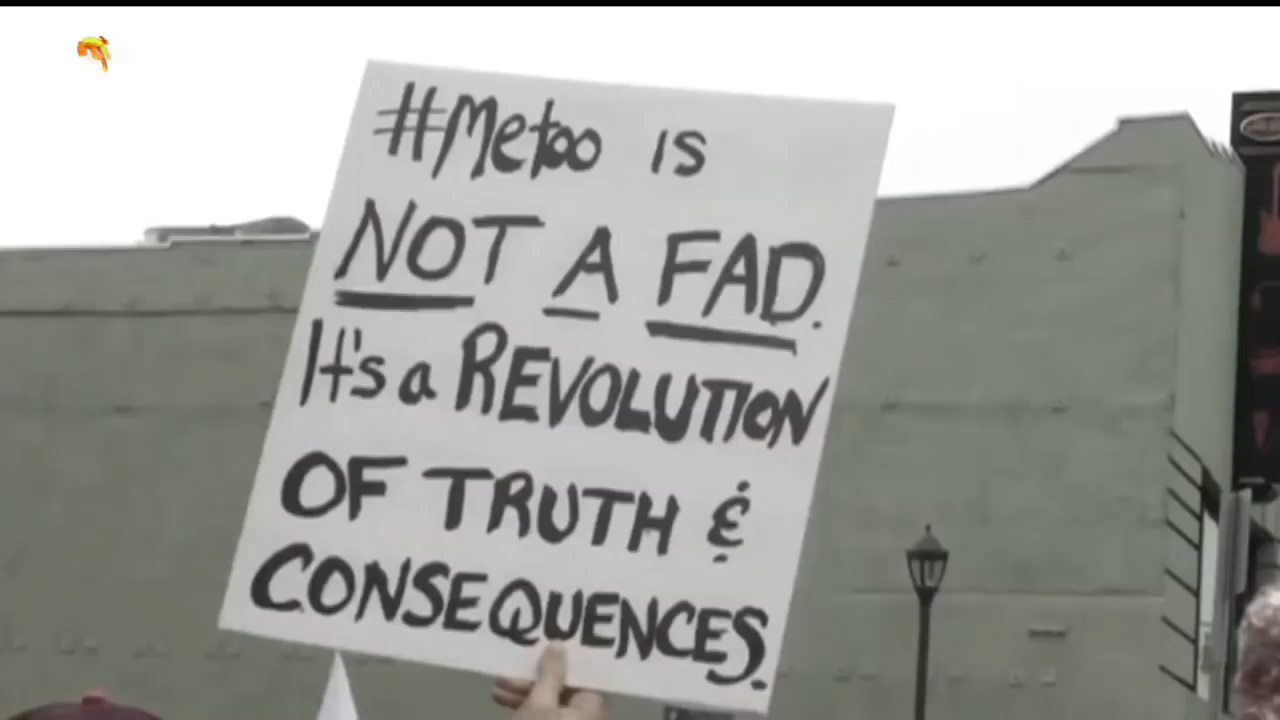 #Metoo is
NOT A FAD.
It's a REVOLUTION
OF TRUTH &
CONSEQUENCES.